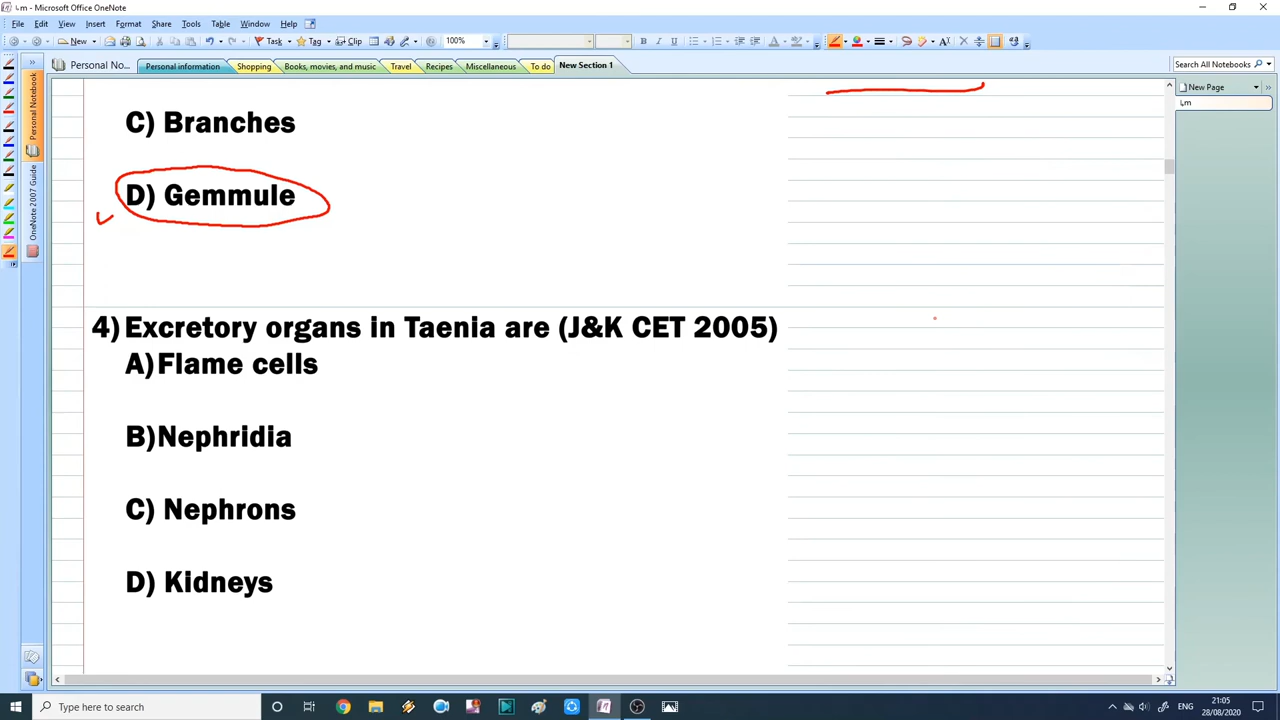 Lm - Microsoft Office OneNote
File Edit View Insert Format Share Tools Table Window Help
New Task Tag Clip 100% B I U
Personal No... Personal information Shopping Books, movies, and music Travel Recipes Miscellaneous To do New Section 1 Search All Notebooks
New Page
Lm
Personal Notebook
OneNote 2007 Guide
C) Branches
D) Gemmule
4) Excretory organs in Taenia are (J&K CET 2005)
A)Flame cells
B)Nephridia
C) Nephrons
D) Kidneys
Type here to search
ENG
21:05
28/08/2020